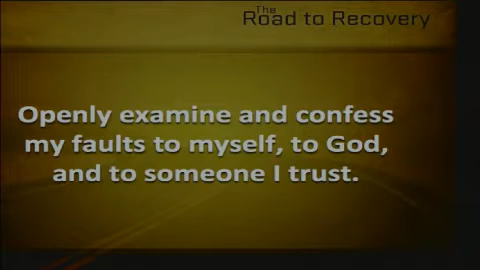 The
Road to Recovery
Openly examine and confess
my faults to myself, to God,
and to someone I trust.